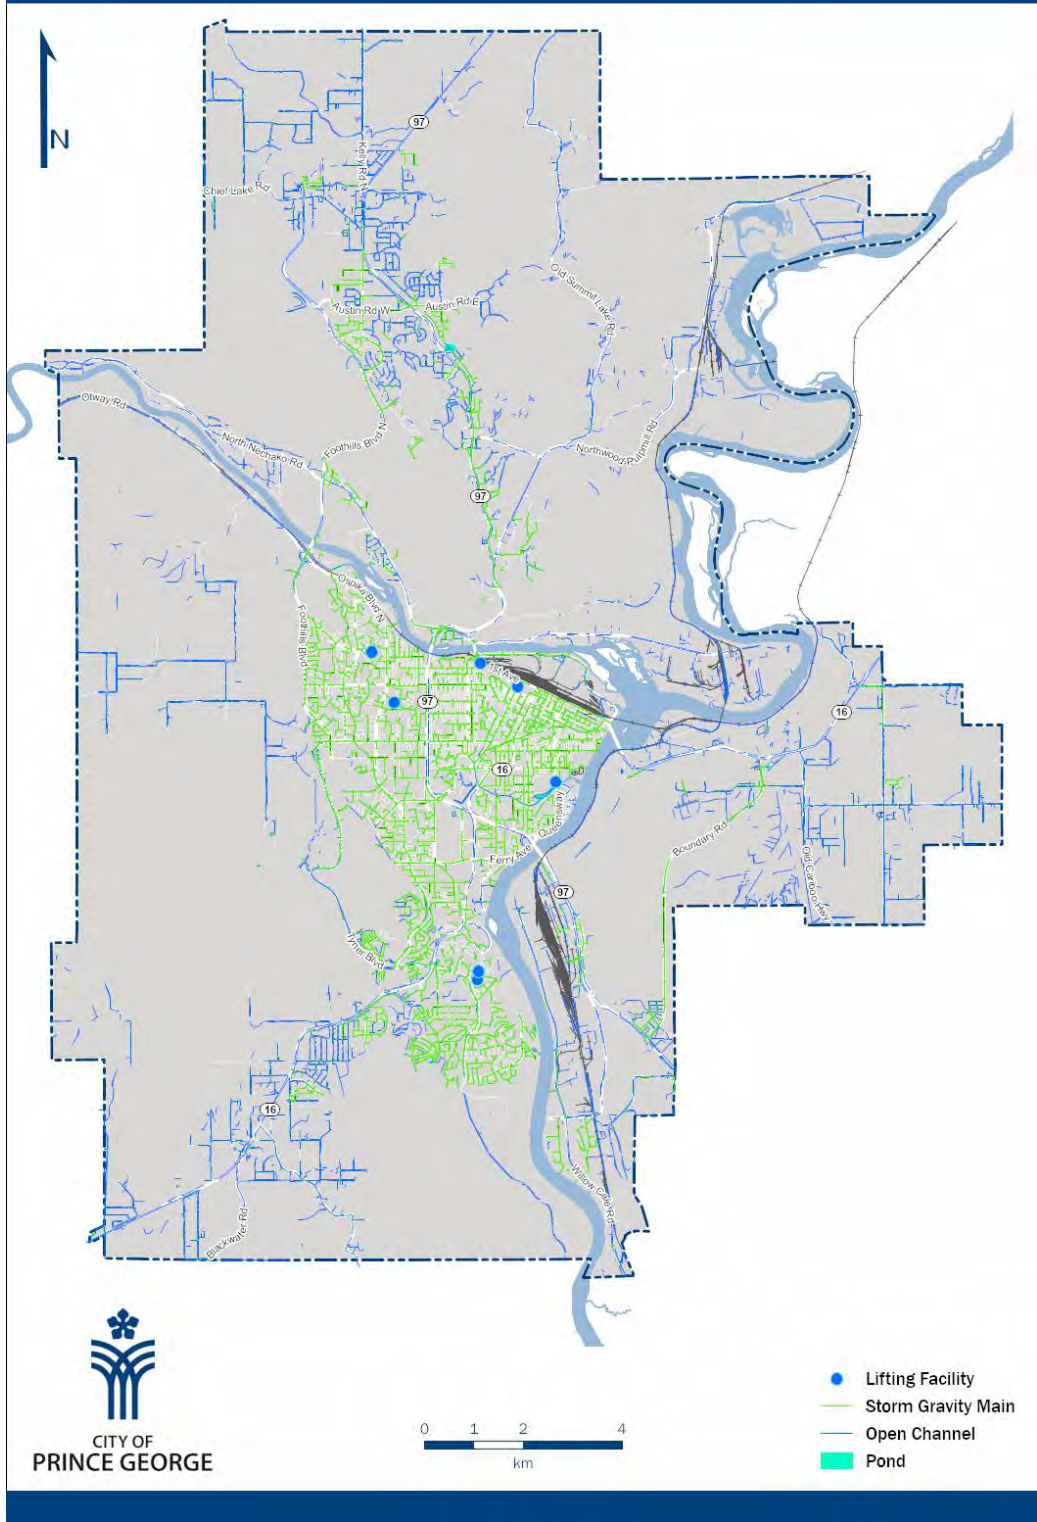 N
97
Kelly Rd N
Chief Lake Rd
Old Summit Lake Rd
Austin Rd W
Austin Rd E
Otway Rd
North Nechako Rd
Foothills Blvd N
Northwood Pulpmill Rd
97
Ospika Blvd N
Foothills Blvd
1st Ave
97
16
16
Queensway
Ferry Ave
Boundary Rd
Old Cariboo Hwy
97
Tyner Blvd
16
Willow Cale Rd
Blackwater Rd
CITY OF
PRINCE GEORGE
0 1 2 4
km
Lifting Facility
Storm Gravity Main
Open Channel
Pond